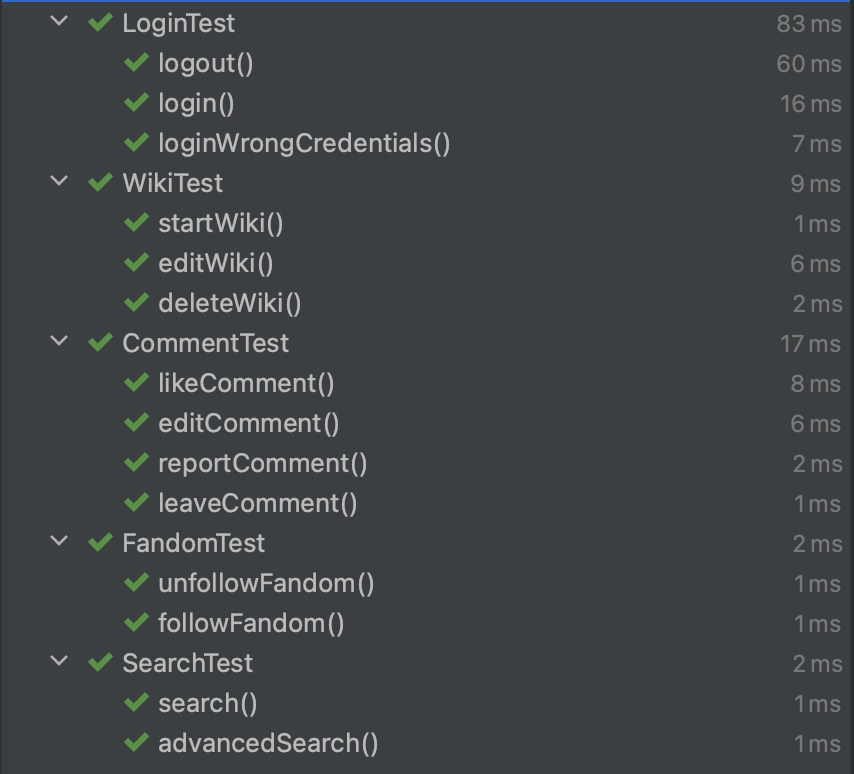 LoginTest 83 ms
logout() 60 ms
login() 16 ms
loginWrongCredentials() 7 ms
WikiTest 9 ms
startWiki() 1 ms
editWiki() 6 ms
deleteWiki() 2 ms
CommentTest 17 ms
likeComment() 8 ms
editComment() 6 ms
reportComment() 2 ms
leaveComment() 1 ms
FandomTest 2 ms
unfollowFandom() 1 ms
followFandom() 1 ms
SearchTest 2 ms
search() 1 ms
advancedSearch() 1 ms